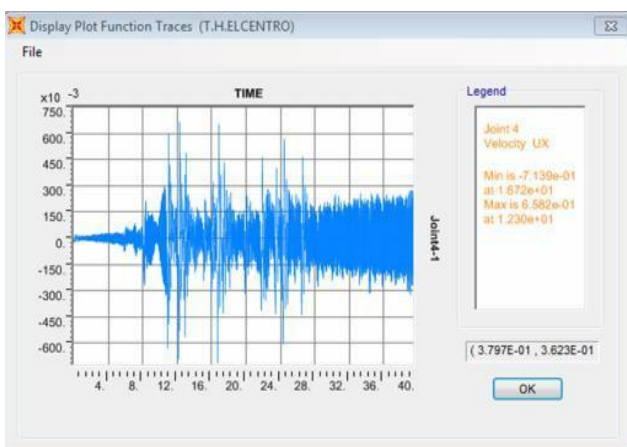 Display Plot Function Traces (T.H.ELCENTRO)
File
x10 -3
TIME
Legend
750.
600.
450.
300.
150.
0.
-150.
-300.
-450.
-600.
Joint4-1
Joint 4
Velocity UX
Min is -7.139e-01
at 1.672e+01
Max is 6.582e-01
at 1.230e+01
4. 8. 12. 16. 20. 24. 28. 32. 36. 40.
( 3.797E-01 , 3.623E-01
OK